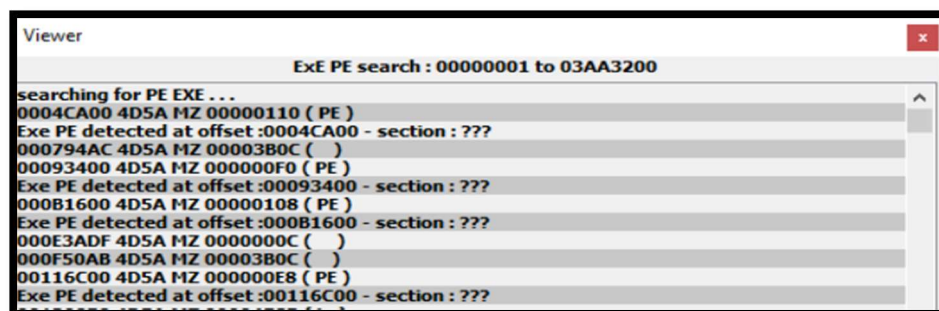 Viewer
x
ExE PE search : 00000001 to 03AA3200
searching for PE EXE . . .
0004CA00 4D5A MZ 00000110 ( PE )
Exe PE detected at offset :0004CA00 - section : ???
000794AC 4D5A MZ 00003B0C (    )
00093400 4D5A MZ 000000F0 ( PE )
Exe PE detected at offset :00093400 - section : ???
000B1600 4D5A MZ 00000108 ( PE )
Exe PE detected at offset :000B1600 - section : ???
000E3ADF 4D5A MZ 0000000C (    )
000F50AB 4D5A MZ 00003B0C (    )
00116C00 4D5A MZ 000000E8 ( PE )
Exe PE detected at offset :00116C00 - section : ???